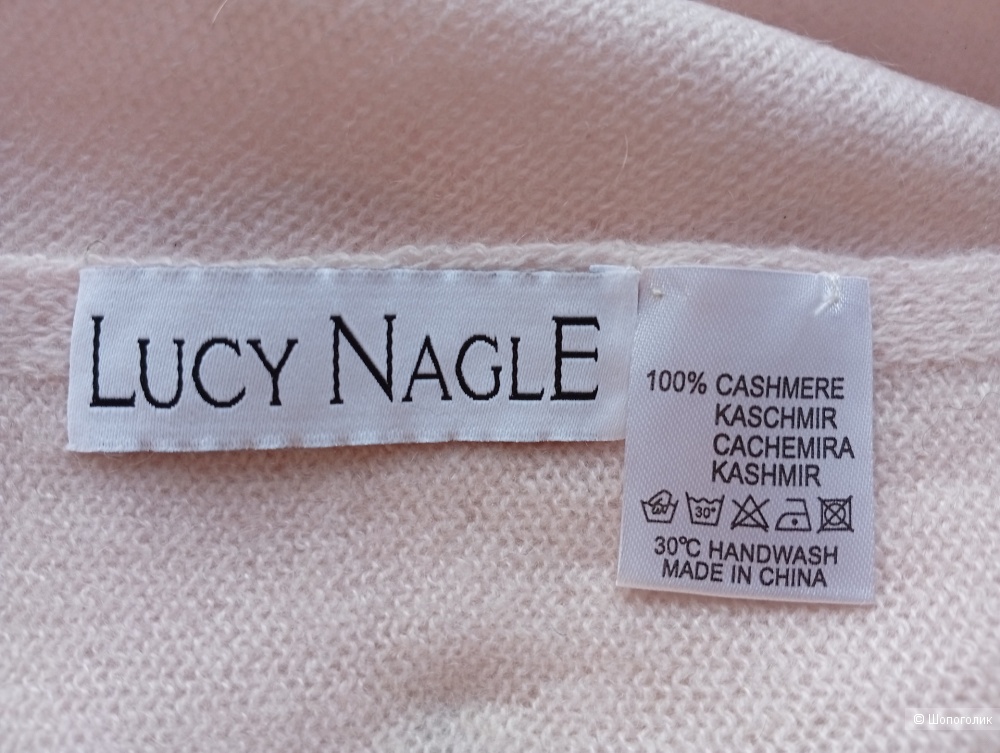 LUCY NAGLE
100% CASHMERE
KASCHMIR
CACHEMIRA
KASHMIR
30°
30°C HANDWASH
MADE IN CHINA
© Шопоголик